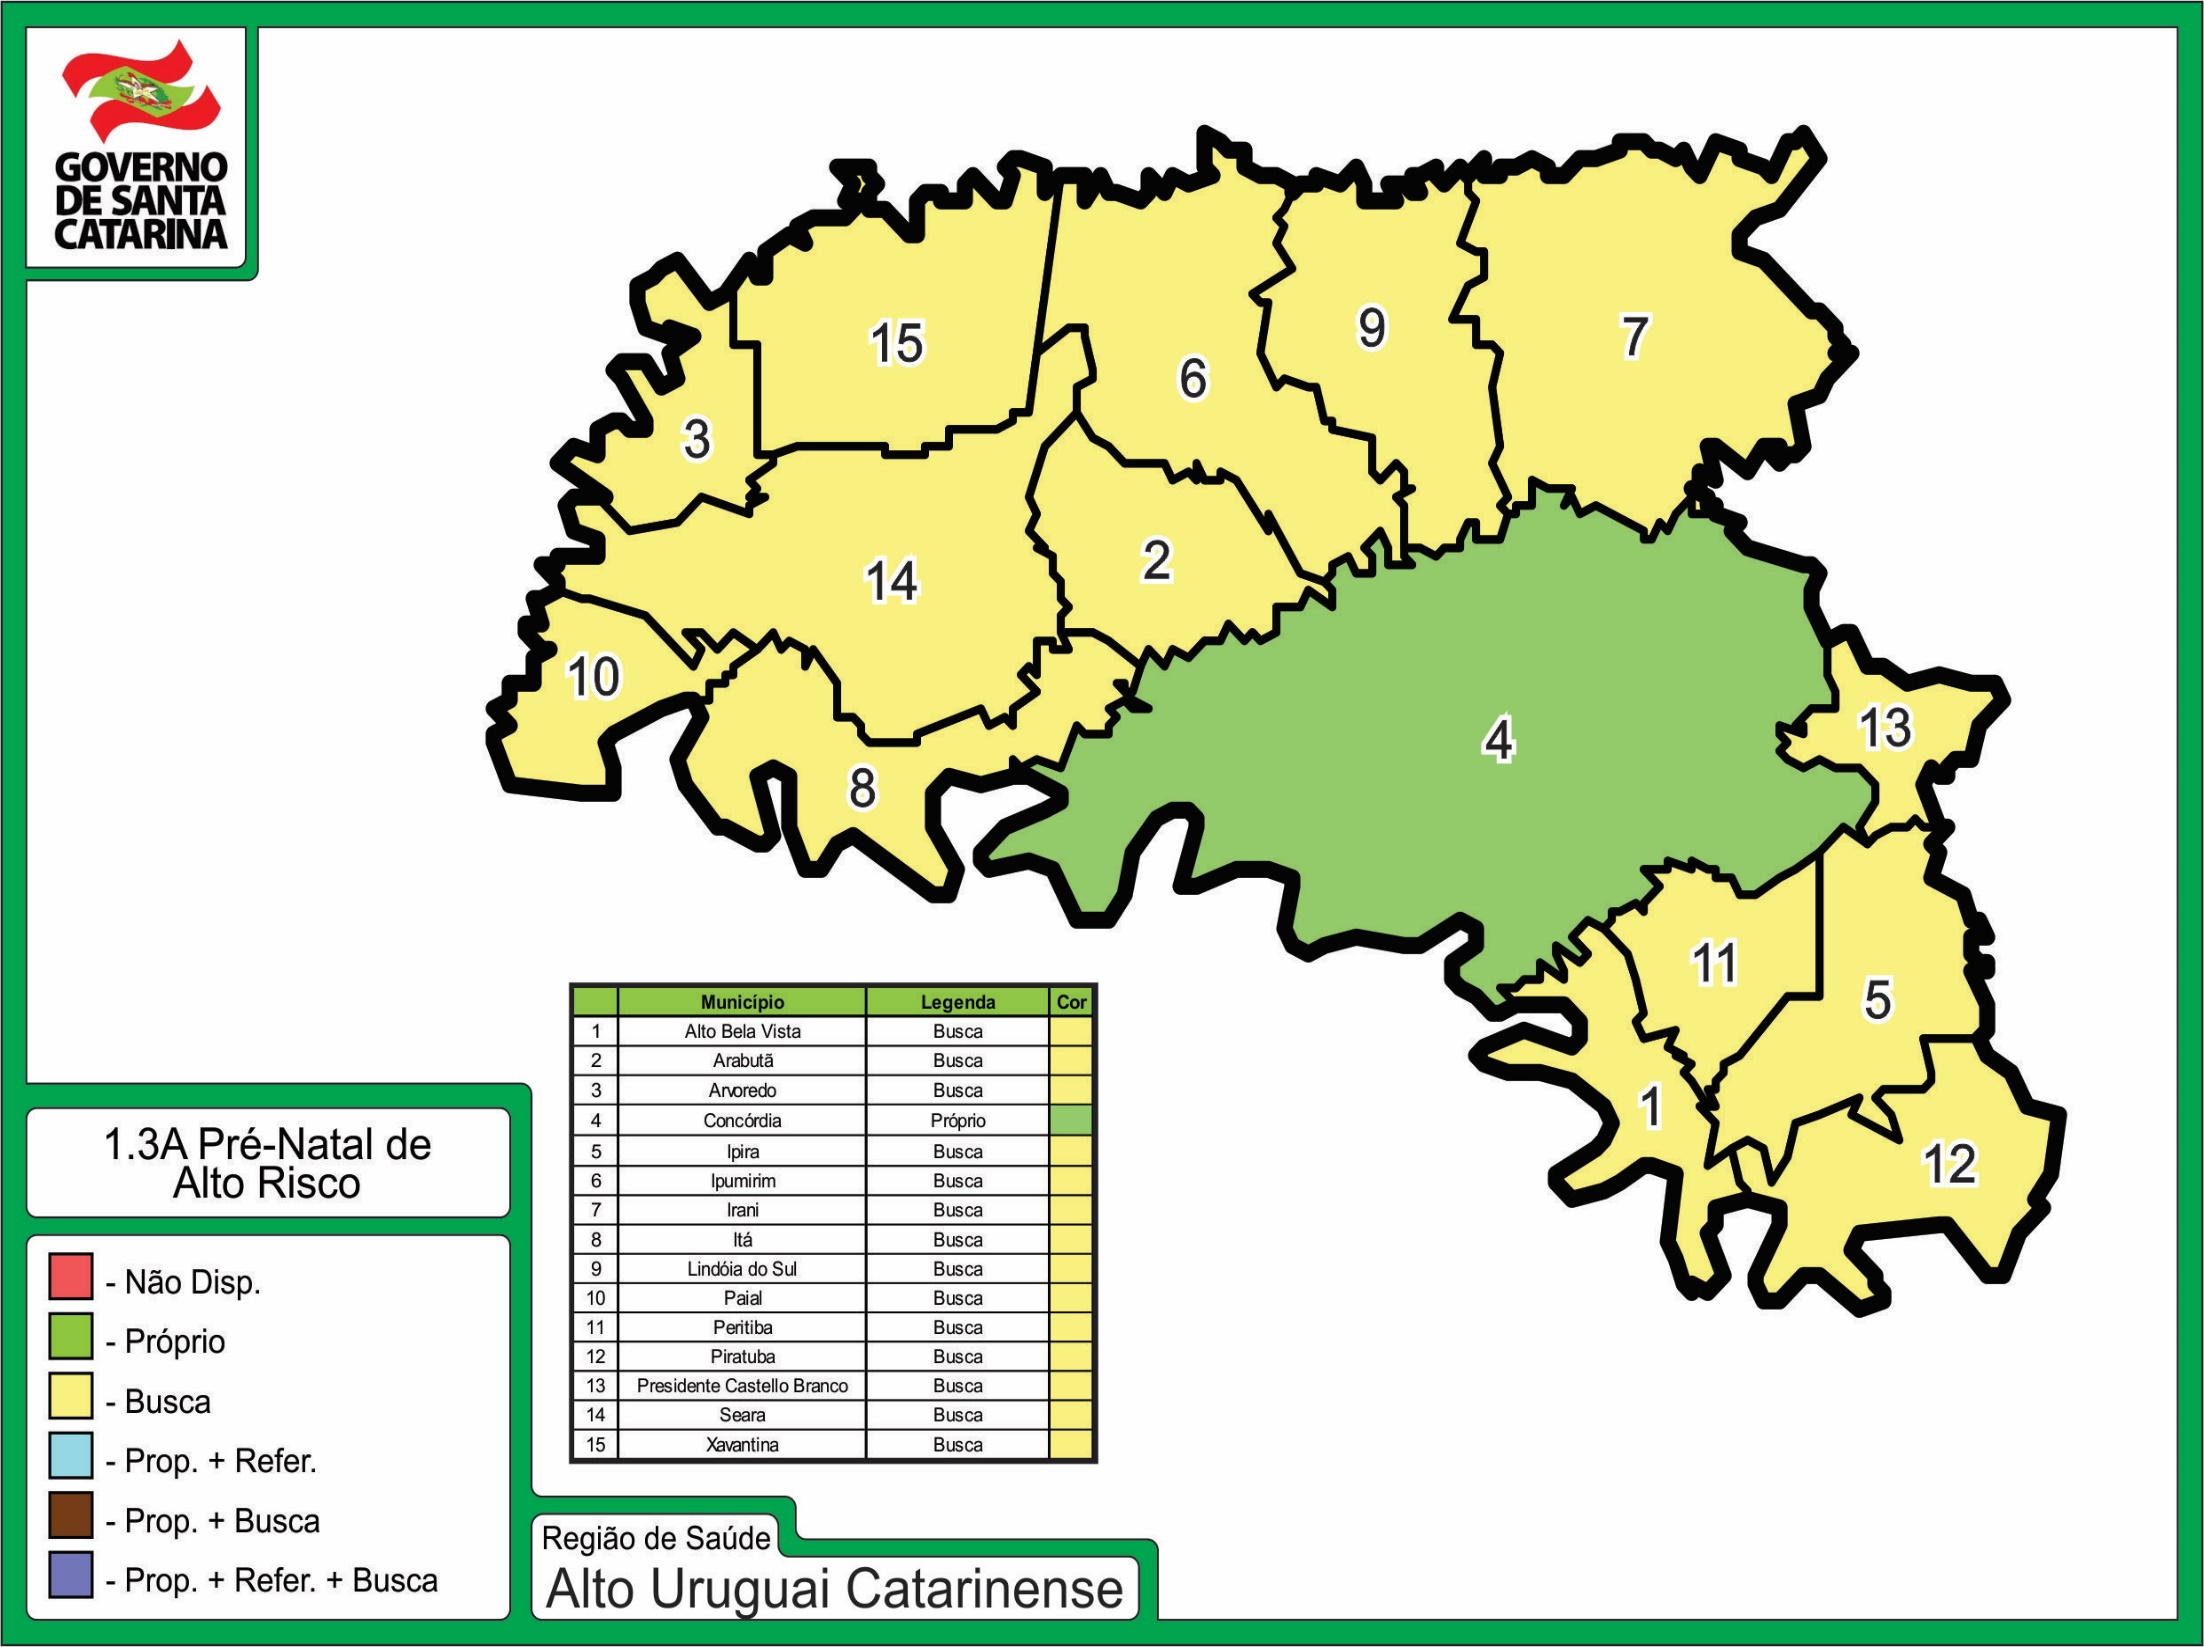 GOVERNO
DE SANTA
CATARINA
15
6
9
7
3
14
2
10
8
4
13
11
5
1
12
Município Legenda Cor
1 Alto Bela Vista Busca
2 Arabutã Busca
3 Arvoredo Busca
4 Concórdia Próprio
5 Ipira Busca
6 Ipumirim Busca
7 Irani Busca
8 Itá Busca
9 Lindóia do Sul Busca
10 Paial Busca
11 Peritiba Busca
12 Piratuba Busca
13 Presidente Castello Branco Busca
14 Seara Busca
15 Xavantina Busca
1.3A Pré-Natal de
Alto Risco
- Não Disp.
- Próprio
- Busca
- Prop. + Refer.
- Prop. + Busca
- Prop. + Refer. + Busca
Região de Saúde
Alto Uruguai Catarinense